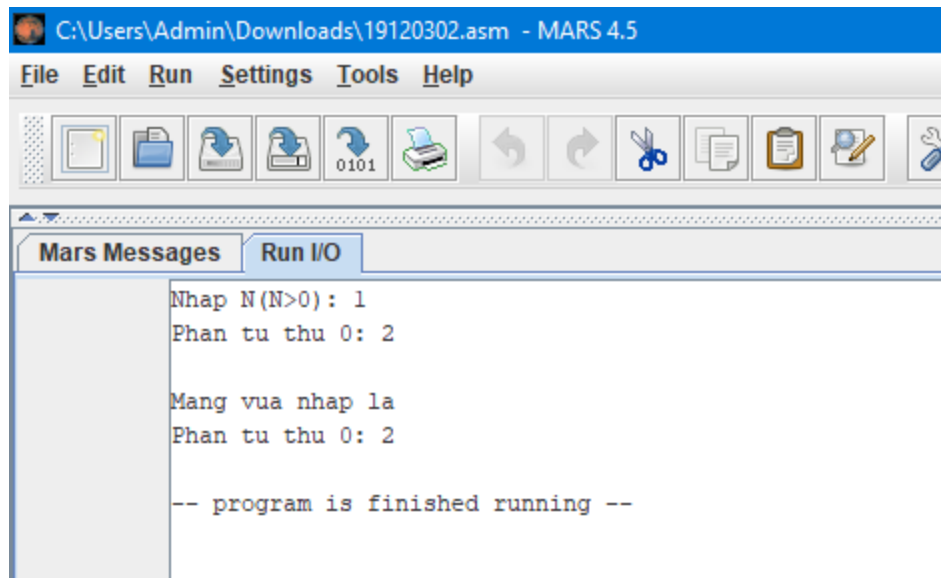 C:\Users\Admin\Downloads\19120302.asm - MARS 4.5
File Edit Run Settings Tools Help
0101
Mars Messages Run I/O
Nhap N(N>0): 1
Phan tu thu 0: 2
Mang vua nhap la
Phan tu thu 0: 2
-- program is finished running --